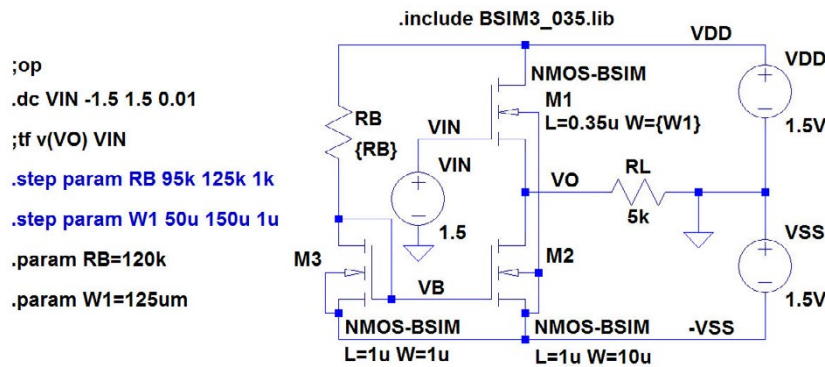 .include BSIM3_035.lib
VDD
;op
NMOS-BSIM
VDD
.dc VIN -1.5 1.5 0.01
M1
RB
L=0.35u W={W1}
;tf v(VO) VIN
{RB}
VIN
1.5V
VIN
VO
RL
.step param RB 95k 125k 1k
5k
.step param W1 50u 150u 1u
1.5
VSS
M3
M2
.param RB=120k
VB
1.5V
.param W1=125um
NMOS-BSIM
NMOS-BSIM
-VSS
L=1u W=1u
L=1u W=10u